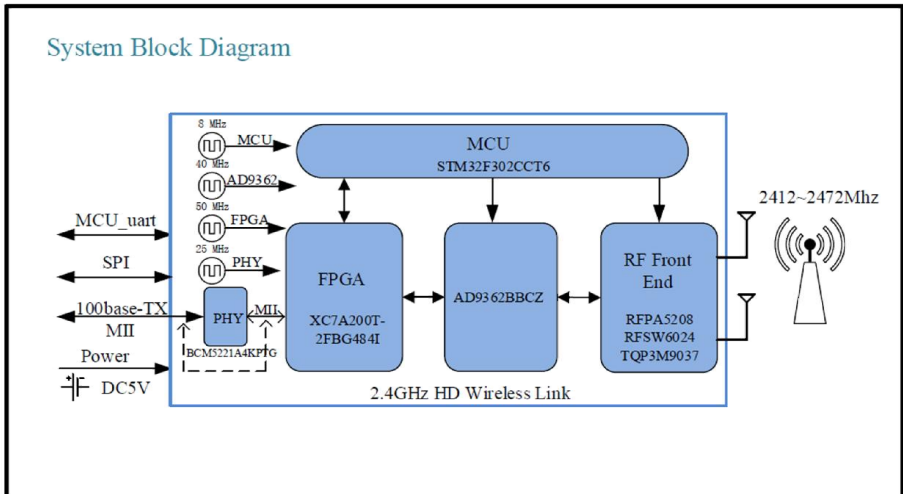 System Block Diagram
8 MHz
MCU
40 MHz
AD9362
50 MHz
FPGA
25 MHz
PHY
MCU
STM32F302CCT6
2412~2472Mhz
MCU_uart
SPI
100base-TX
MII
Power
DC5V
PHY
MII
BCM5221A4KPTG
FPGA
XC7A200T-
2FBG484I
AD9362BBCZ
RF Front
End
RFPA5208
RFSW6024
TQP3M9037
2.4GHz HD Wireless Link